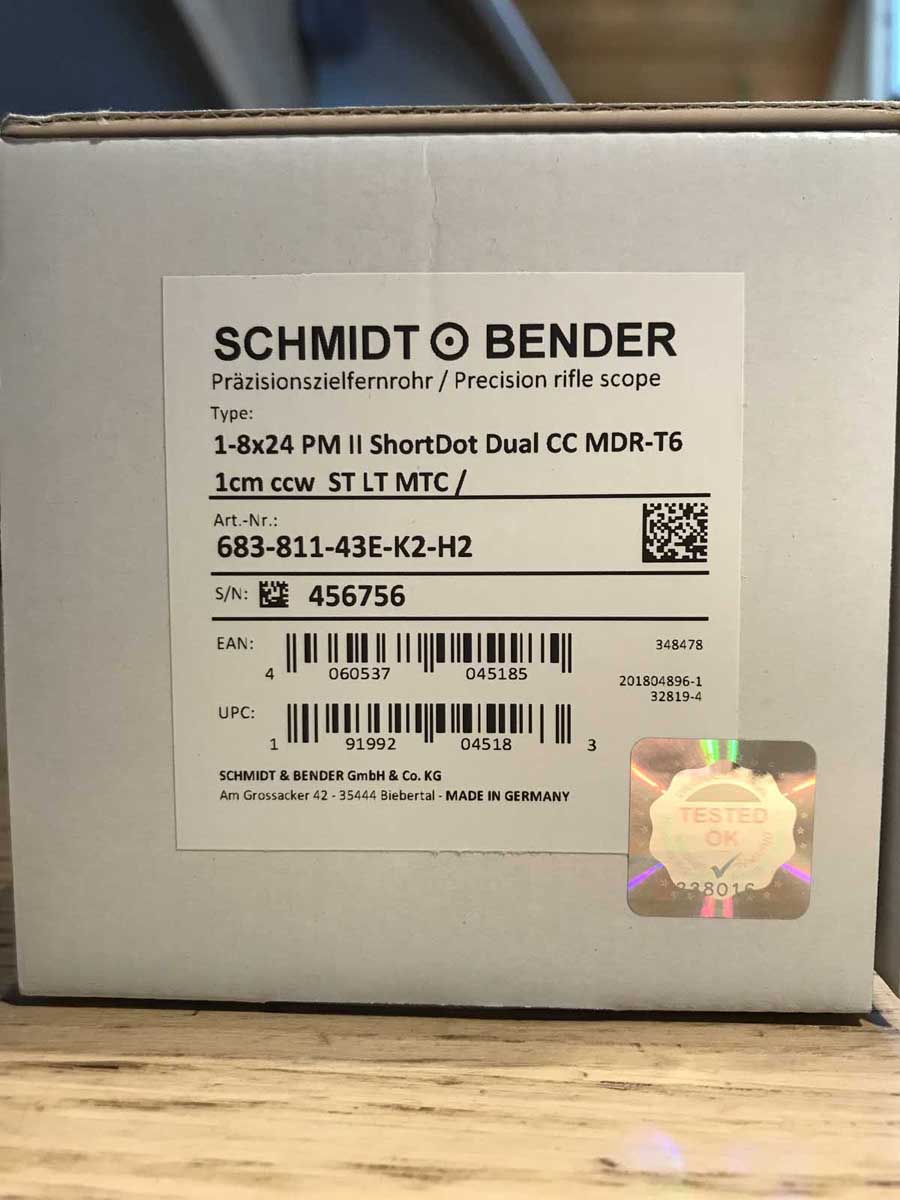 SCHMIDT BENDER
Präzisionszielfernrohr / Precision rifle scope
Type:
1-8x24 PM II ShortDot Dual CC MDR-T6
1cm ccw ST LT MTC /
Art.-Nr.:
683-811-43E-K2-H2
S/N: 456756
EAN:
4 060537 045185
348478
201804896-1
32819-4
UPC:
1 91992 04518 3
SCHMIDT & BENDER GmbH & Co. KG
Am Grossacker 42 - 35444 Biebertal - MADE IN GERMANY
TESTED
OK